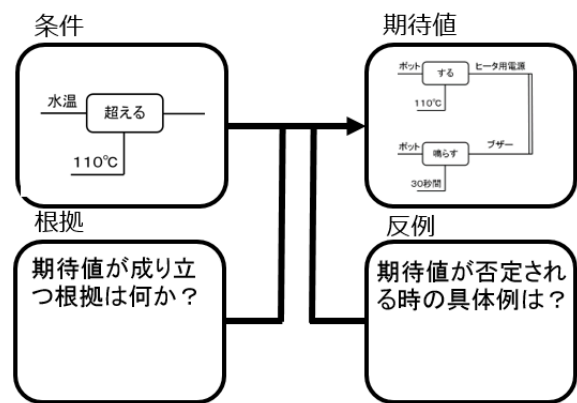 条件
水温
超える
110℃
期待値
ポット
する
ヒータ用電源
110℃
ポット
鳴らす
ブザー
30秒間
根拠
期待値が成り立
つ根拠は何か？
反例
期待値が否定され
る時の具体例は？